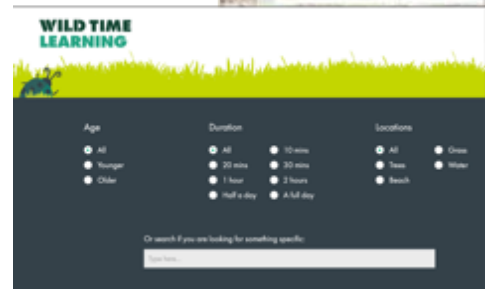 WILD TIME
LEARNING
Age
All
Younger
Older
Duration
All
10 mins
20 mins
30 mins
1 hour
2 hours
Half a day
A full day
Locations
All
Grass
Trees
Water
Beach
Or search if you are looking for something specific:
Type here...